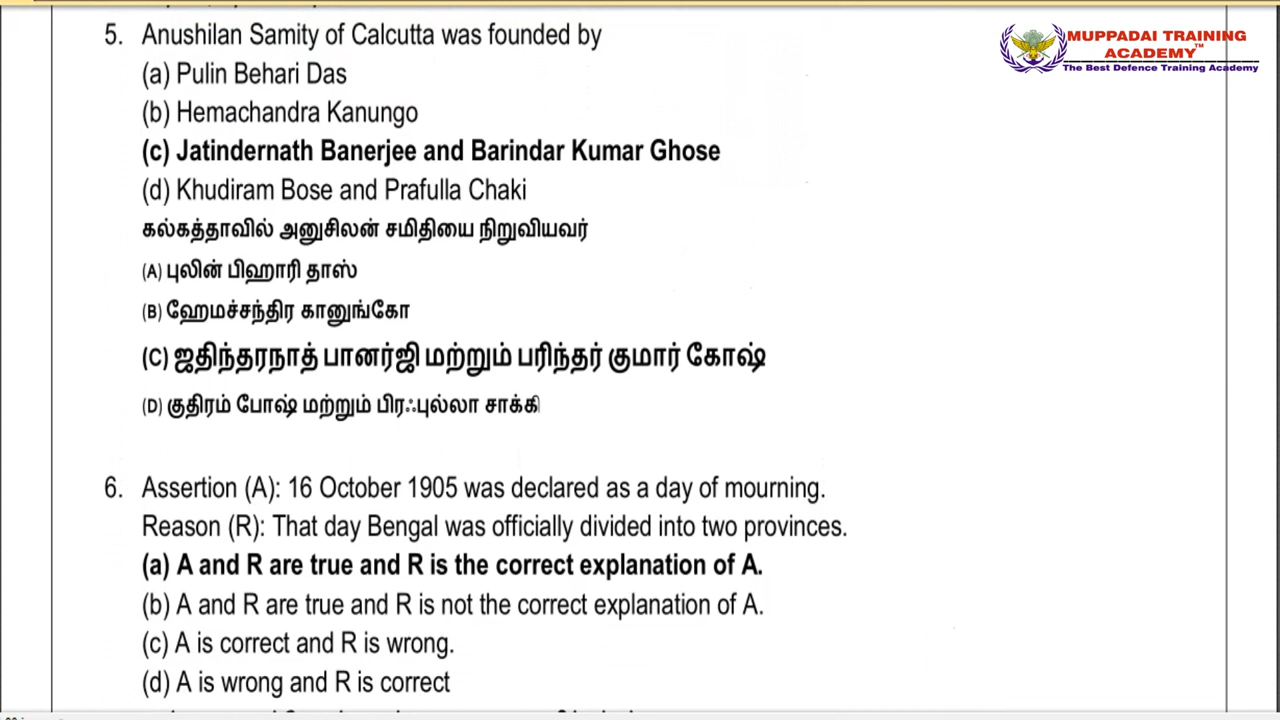 MUPPADAI TRAINING
ACADEMY™
The Best Defence Training Academy
5. Anushilan Samity of Calcutta was founded by
(a) Pulin Behari Das
(b) Hemachandra Kanungo
(c) Jatindernath Banerjee and Barindar Kumar Ghose
(d) Khudiram Bose and Prafulla Chaki
கல்கத்தாவில் அனுசிலன் சமிதியை நிறுவியவர்
(A) புலின் பிஹாரி தாஸ்
(B) ஹேமச்சந்திர கானுங்கோ
(C) ஜதிந்தரநாத் பானர்ஜி மற்றும் பரிந்தர் குமார் கோஷ்
(D) குதிரம் போஷ் மற்றும் பிரஃபுல்லா சாக்கி
6. Assertion (A): 16 October 1905 was declared as a day of mourning.
Reason (R): That day Bengal was officially divided into two provinces.
(a) A and R are true and R is the correct explanation of A.
(b) A and R are true and R is not the correct explanation of A.
(c) A is correct and R is wrong.
(d) A is wrong and R is correct